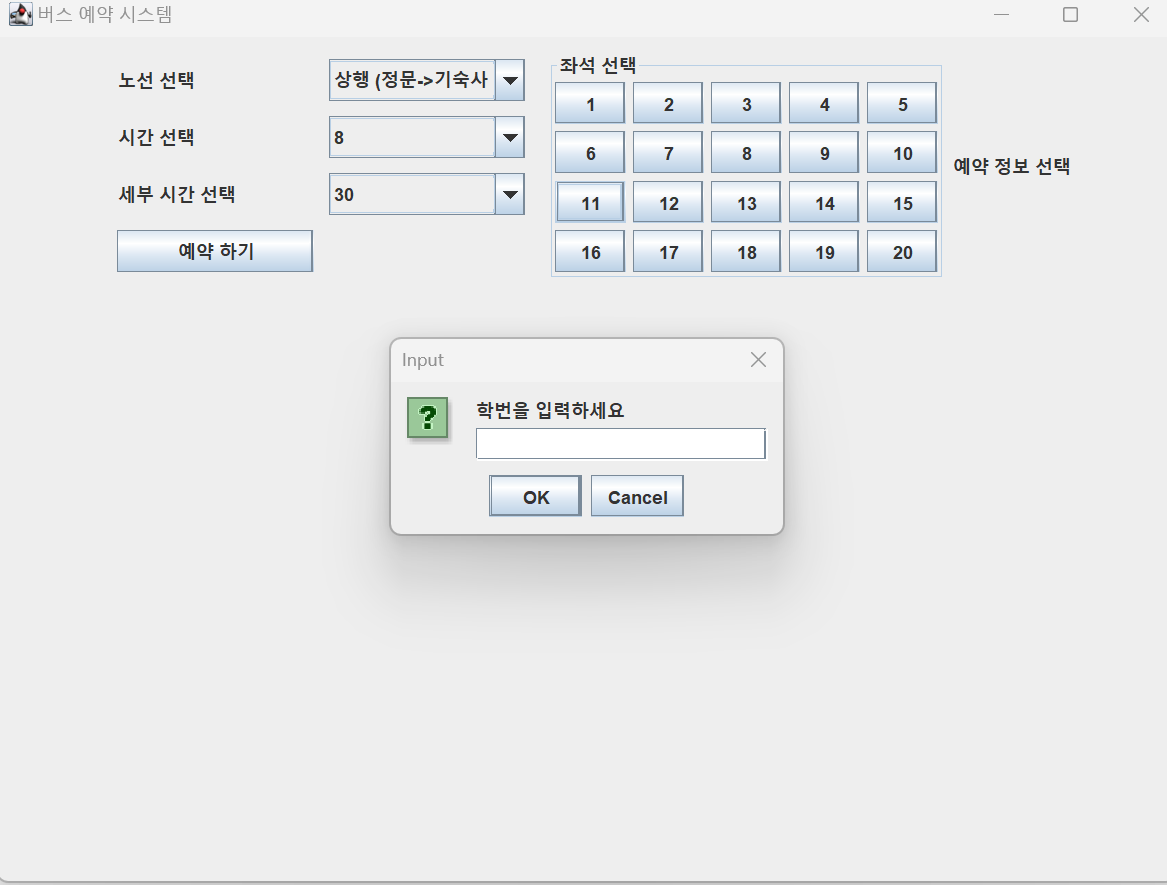 버스 예약 시스템
노선 선택
상행 (정문->기숙사
시간 선택
8
세부 시간 선택
30
예약 하기
좌석 선택
1 2 3 4 5
6 7 8 9 10
11 12 13 14 15
16 17 18 19 20
예약 정보 선택
Input
?
학번을 입력하세요
OK Cancel